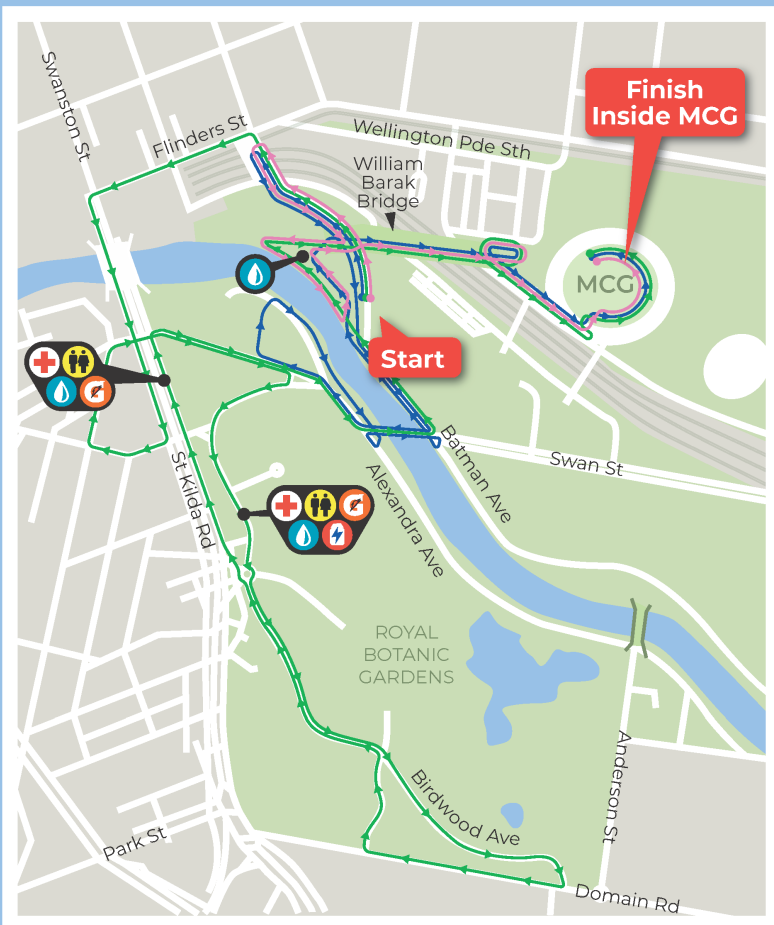 Swanston St
Flinders St
Wellington Pde Sth
William
Barak
Bridge
Finish
Inside MCG
MCG
Start
Swan St
Batman Ave
Alexandra Ave
St Kilda Rd
ROYAL
BOTANIC
GARDENS
Anderson St
Birdwood Ave
Park St
Domain Rd